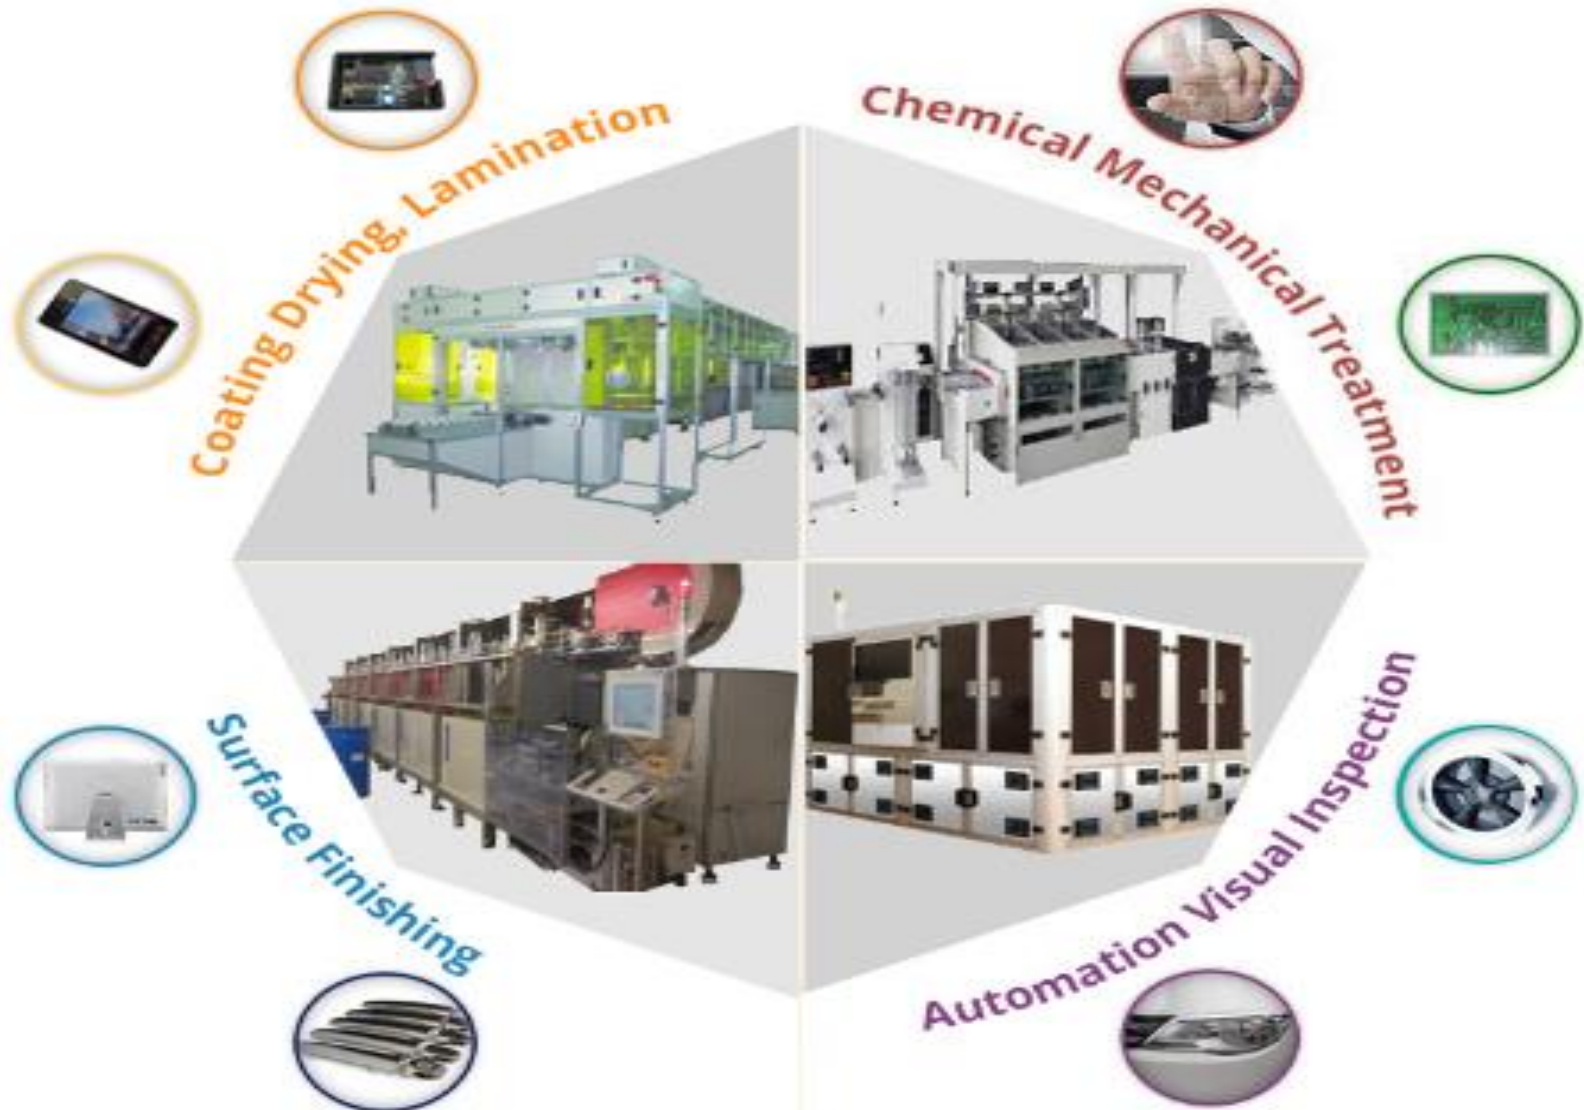 Coating Drying, Lamination
Chemical Mechanical Treatment
Surface Finishing
Automation Visual Inspection